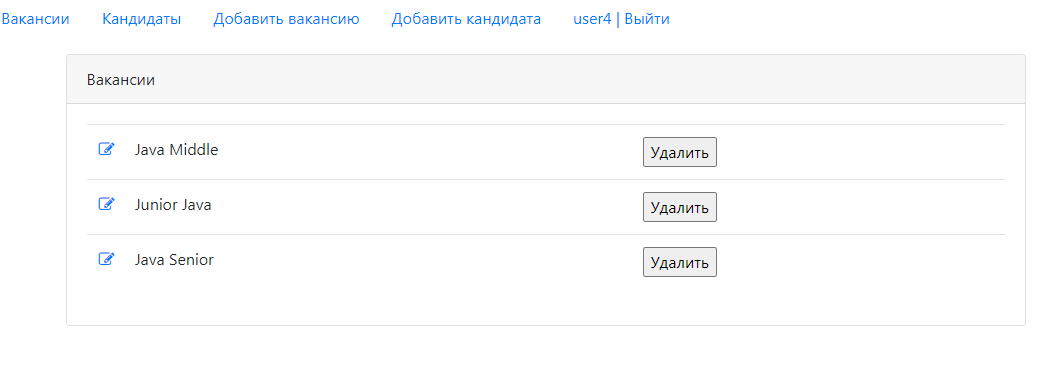 Вакансии Кандидаты Добавить вакансию Добавить кандидата user4 | Выйти
Вакансии
Java Middle Удалить
Junior Java Удалить
Java Senior Удалить